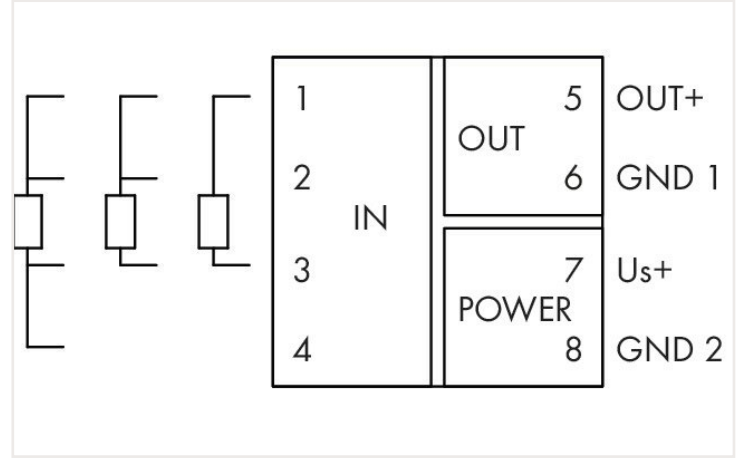 1
2
3
4
IN
OUT
5 OUT+
6 GND 1
POWER
7 Us+
8 GND 2